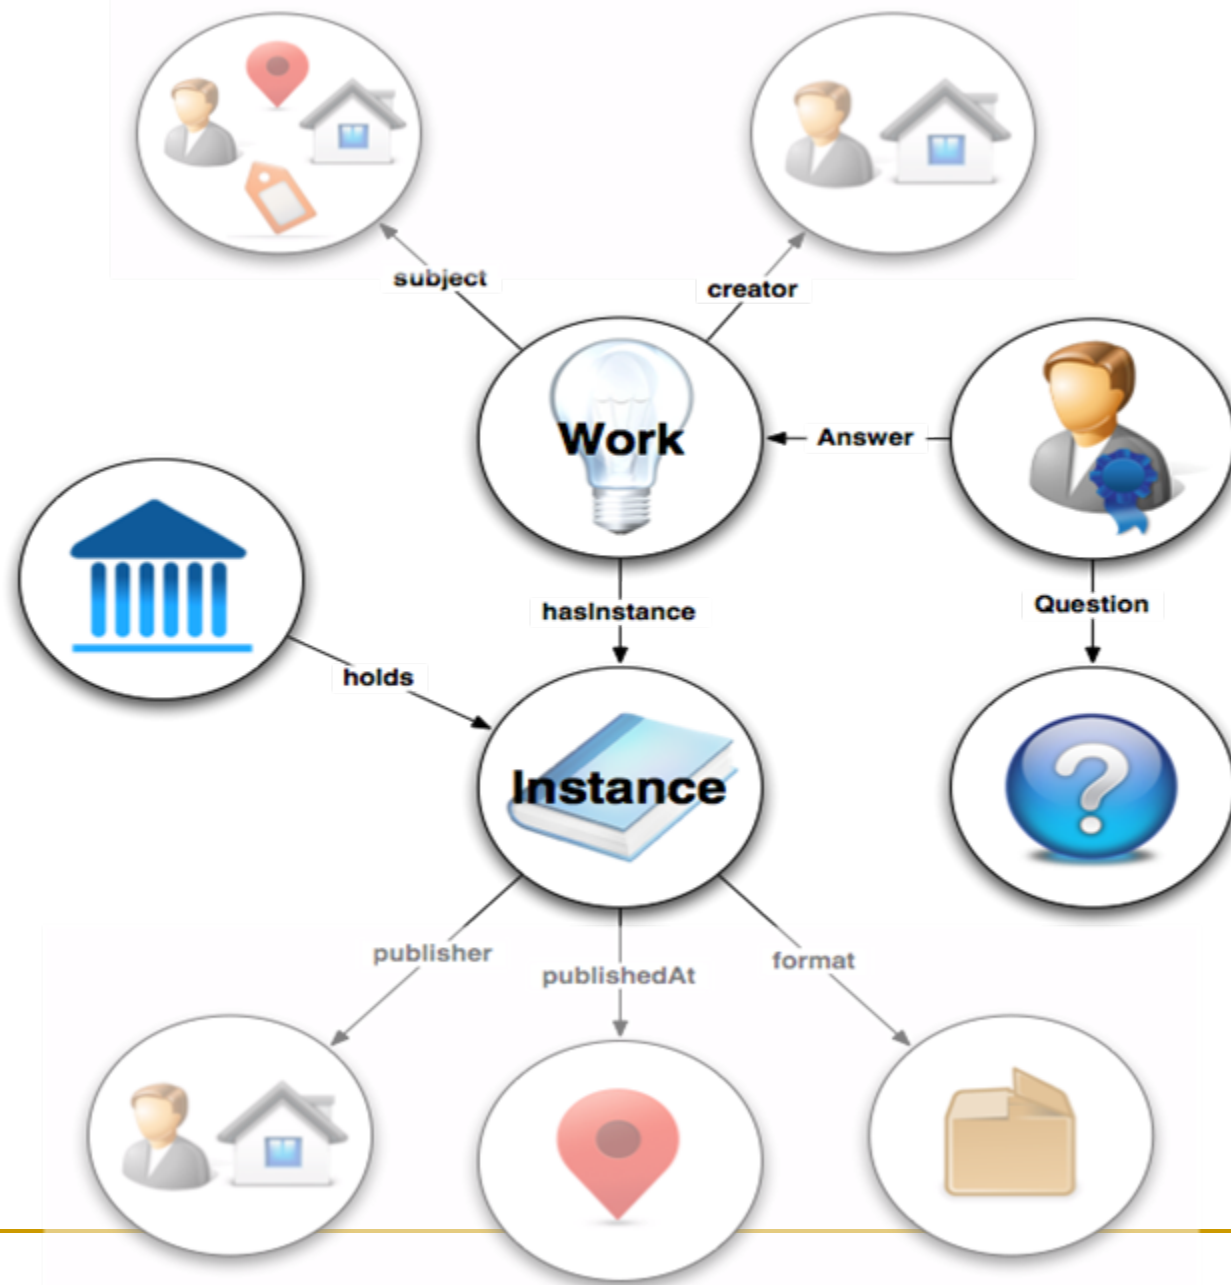 subject
creator
Work
Answer
hasInstance
Question
holds
Instance
publisher
publishedAt
format